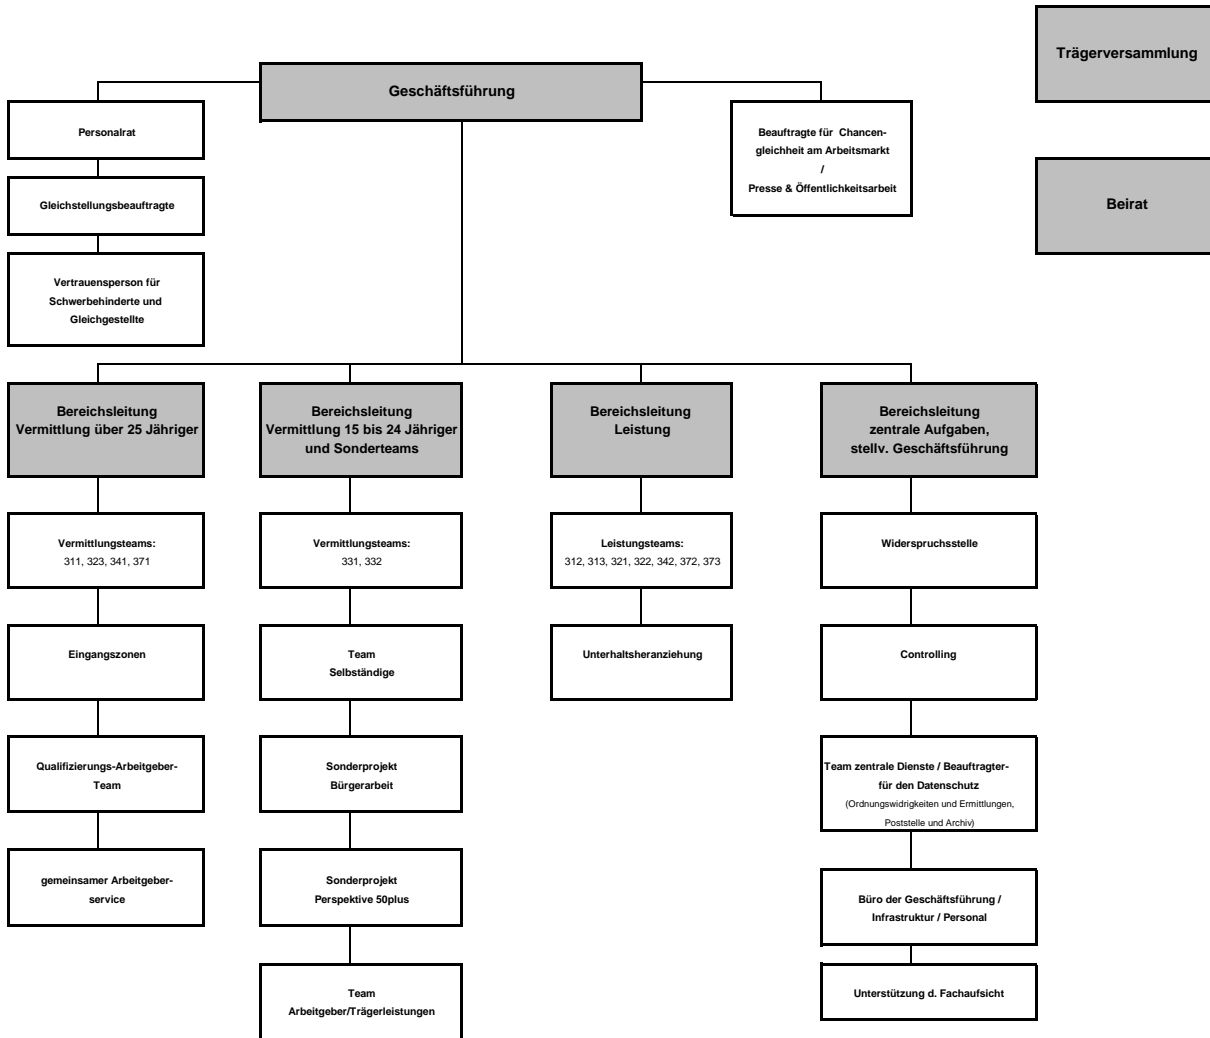 Trägerversammlung
Geschäftsführung
Personalrat
Beauftragte für Chancen-
gleichheit am Arbeitsmarkt
/
Presse & Öffentlichkeitsarbeit
Gleichstellungsbeauftragte
Beirat
Vertrauensperson für
Schwerbehinderte und
Gleichgestellte
Bereichsleitung
Vermittlung über 25 Jähriger
Bereichsleitung
Vermittlung 15 bis 24 Jähriger
und Sonderteams
Bereichsleitung
Leistung
Bereichsleitung
zentrale Aufgaben,
stellv. Geschäftsführung
Vermittlungsteams:
311, 323, 341, 371
Vermittlungsteams:
331, 332
Leistungsteams:
312, 313, 321, 322, 342, 372, 373
Widerspruchsstelle
Eingangszonen
Team
Selbständige
Unterhaltsheranziehung
Controlling
Qualifizierungs-Arbeitgeber-
Team
Sonderprojekt
Bürgerarbeit
Team zentrale Dienste / Beauftragter-
für den Datenschutz
(Ordnungswidrigkeiten und Ermittlungen,
Poststelle und Archiv)
gemeinsamer Arbeitgeber-
service
Sonderprojekt
Perspektive 50plus
Büro der Geschäftsführung /
Infrastruktur / Personal
Team
Arbeitgeber/Trägerleistungen
Unterstützung d. Fachaufsicht